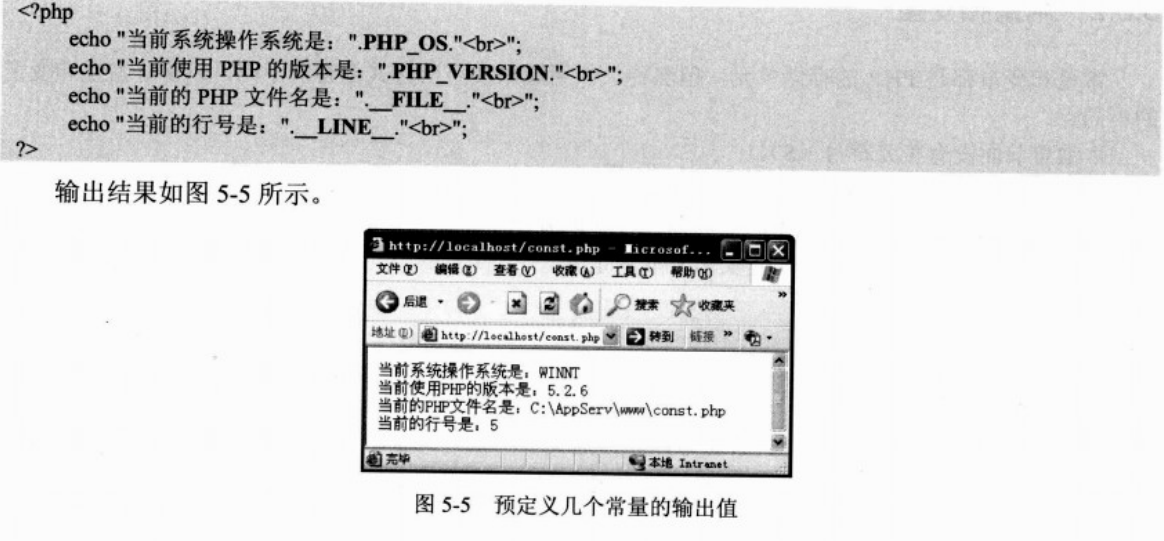 <?php
echo "当前系统操作系统是：".PHP_OS."<br>";
echo "当前使用 PHP 的版本是：".PHP_VERSION."<br>";
echo "当前的 PHP 文件名是：".__FILE__."<br>";
echo "当前的行号是：".__LINE__."<br>";
?>
输出结果如图 5-5 所示。
http://localhost/const.php - Microsof...
文件(F) 编辑(E) 查看(V) 收藏(A) 工具(T) 帮助(H)
后退 搜索 收藏夹 »
地址(D) http://localhost/const.php 转到 链接 »
当前系统操作系统是：WINNT
当前使用PHP的版本是：5.2.6
当前的PHP文件名是：C:\AppServ\www\const.php
当前的行号是：5
完毕 本地 Intranet
图 5-5 预定义几个常量的输出值